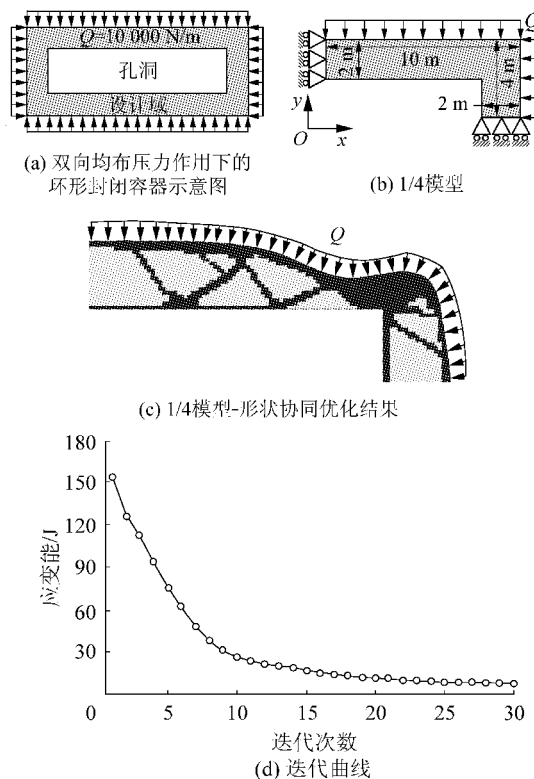 Q=10 000 N/m
孔洞
设计域
(a) 双向均布压力作用下的
环形封闭容器示意图
Q
2 m
10 m
4 m
2 m
y
O
x
(b) 1/4模型
Q
(c) 1/4模型-形状协同优化结果
180
150
120
90
60
30
0
5
10
15
20
25
30
应变能/J
迭代次数
(d) 迭代曲线